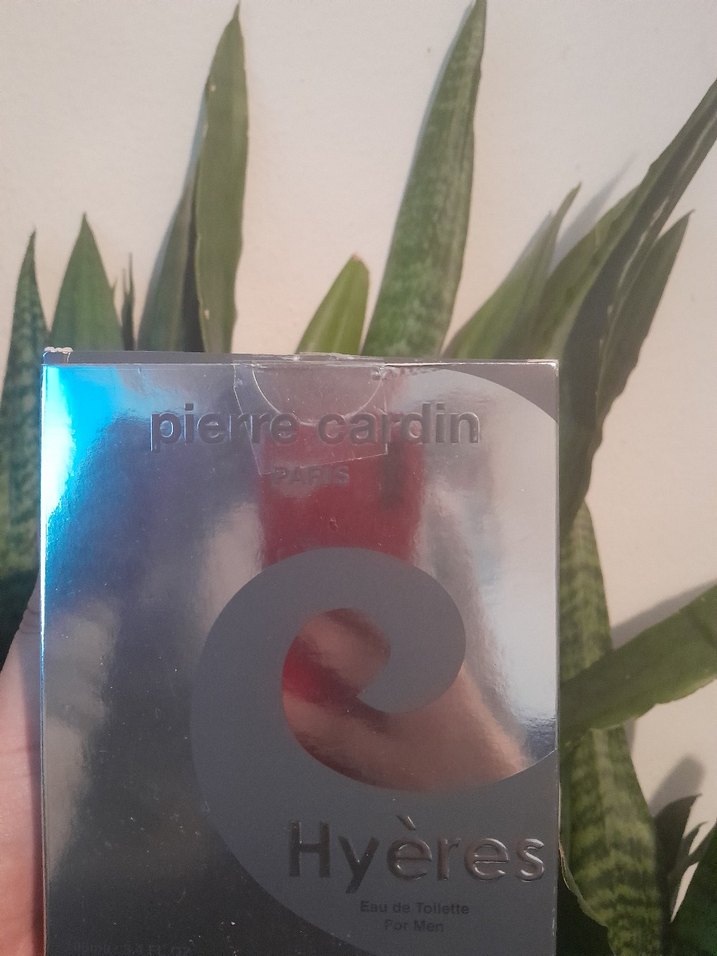 pierre cardin
PARIS
Hyères
Eau de Toilette
For Men